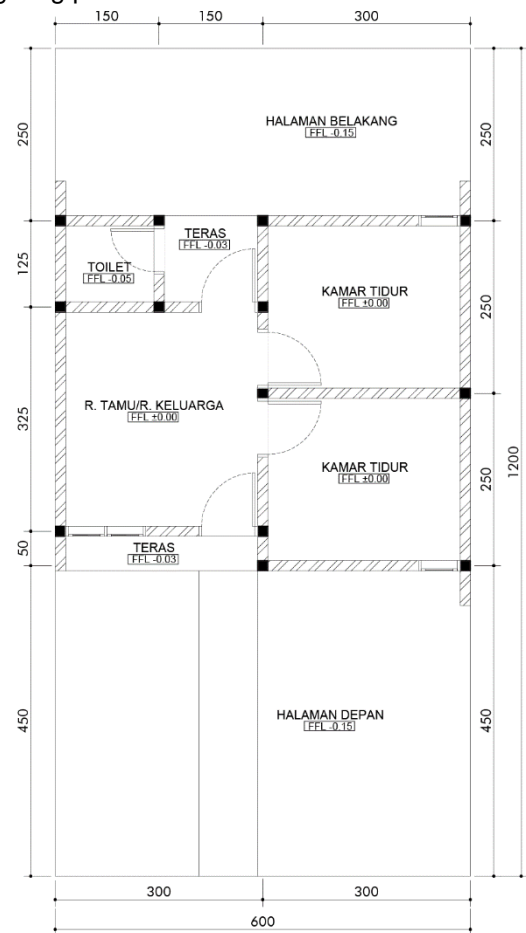 150
150
300
HALAMAN BELAKANG
FFL -0.15
250
250
TERAS
FFL -0.03
125
TOILET
FFL -0.05
KAMAR TIDUR
FFL ±0.00
250
R. TAMU/R. KELUARGA
FFL ±0.00
325
1200
KAMAR TIDUR
FFL ±0.00
250
50
TERAS
FFL -0.03
HALAMAN DEPAN
FFL -0.15
450
450
300
300
600